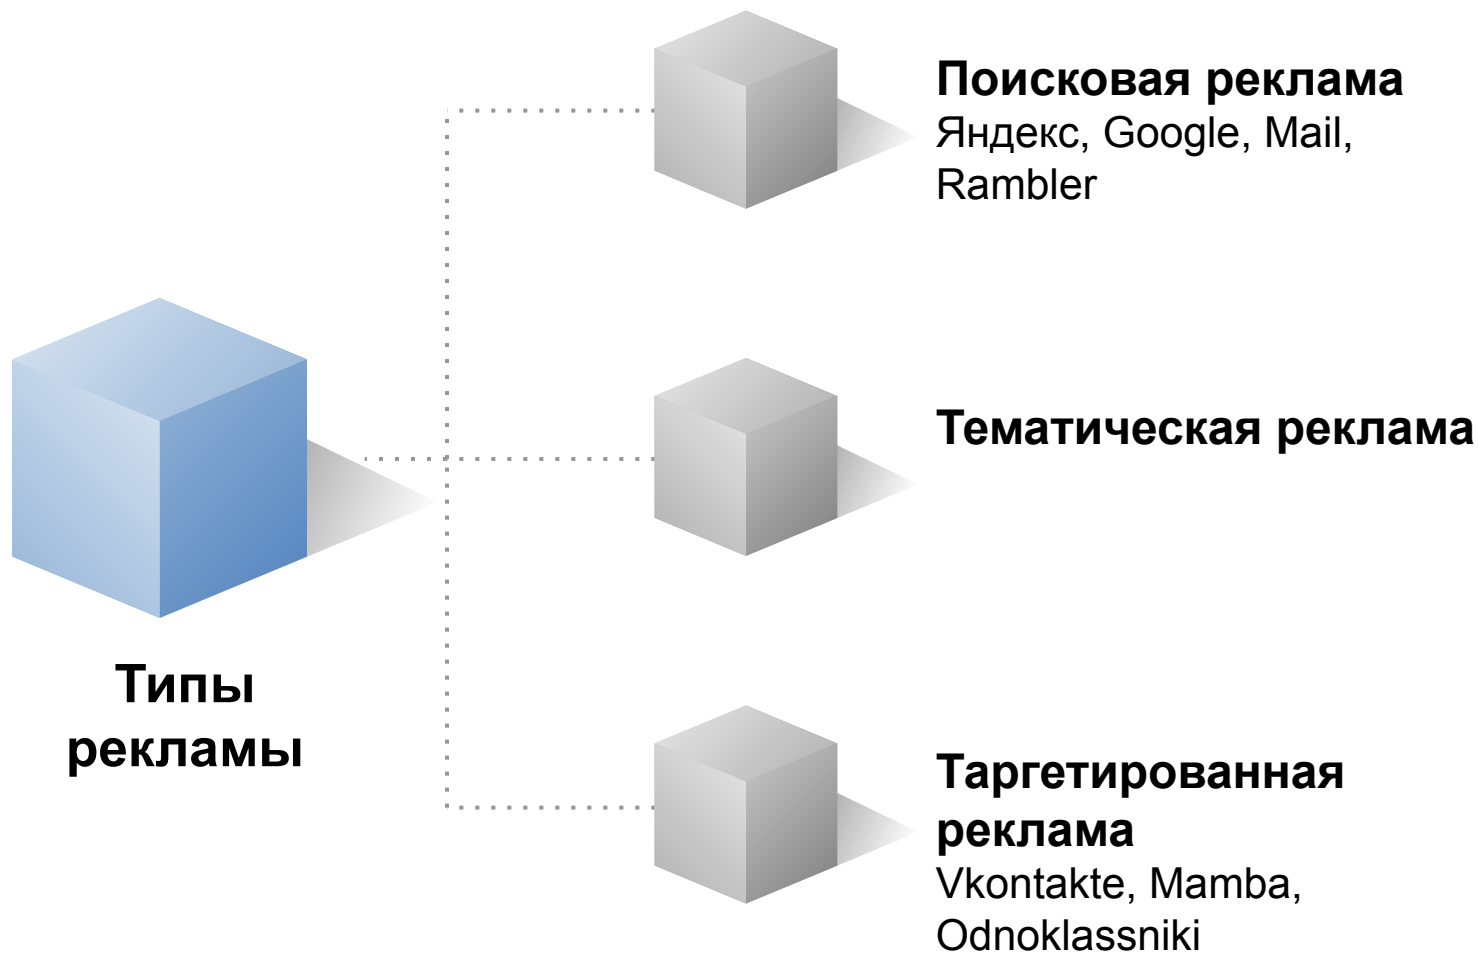 Поисковая реклама
Яндекс, Google, Mail,
Rambler
Тематическая реклама
Типы
рекламы
Таргетированная
реклама
Vkontakte, Mamba,
Odnoklassniki